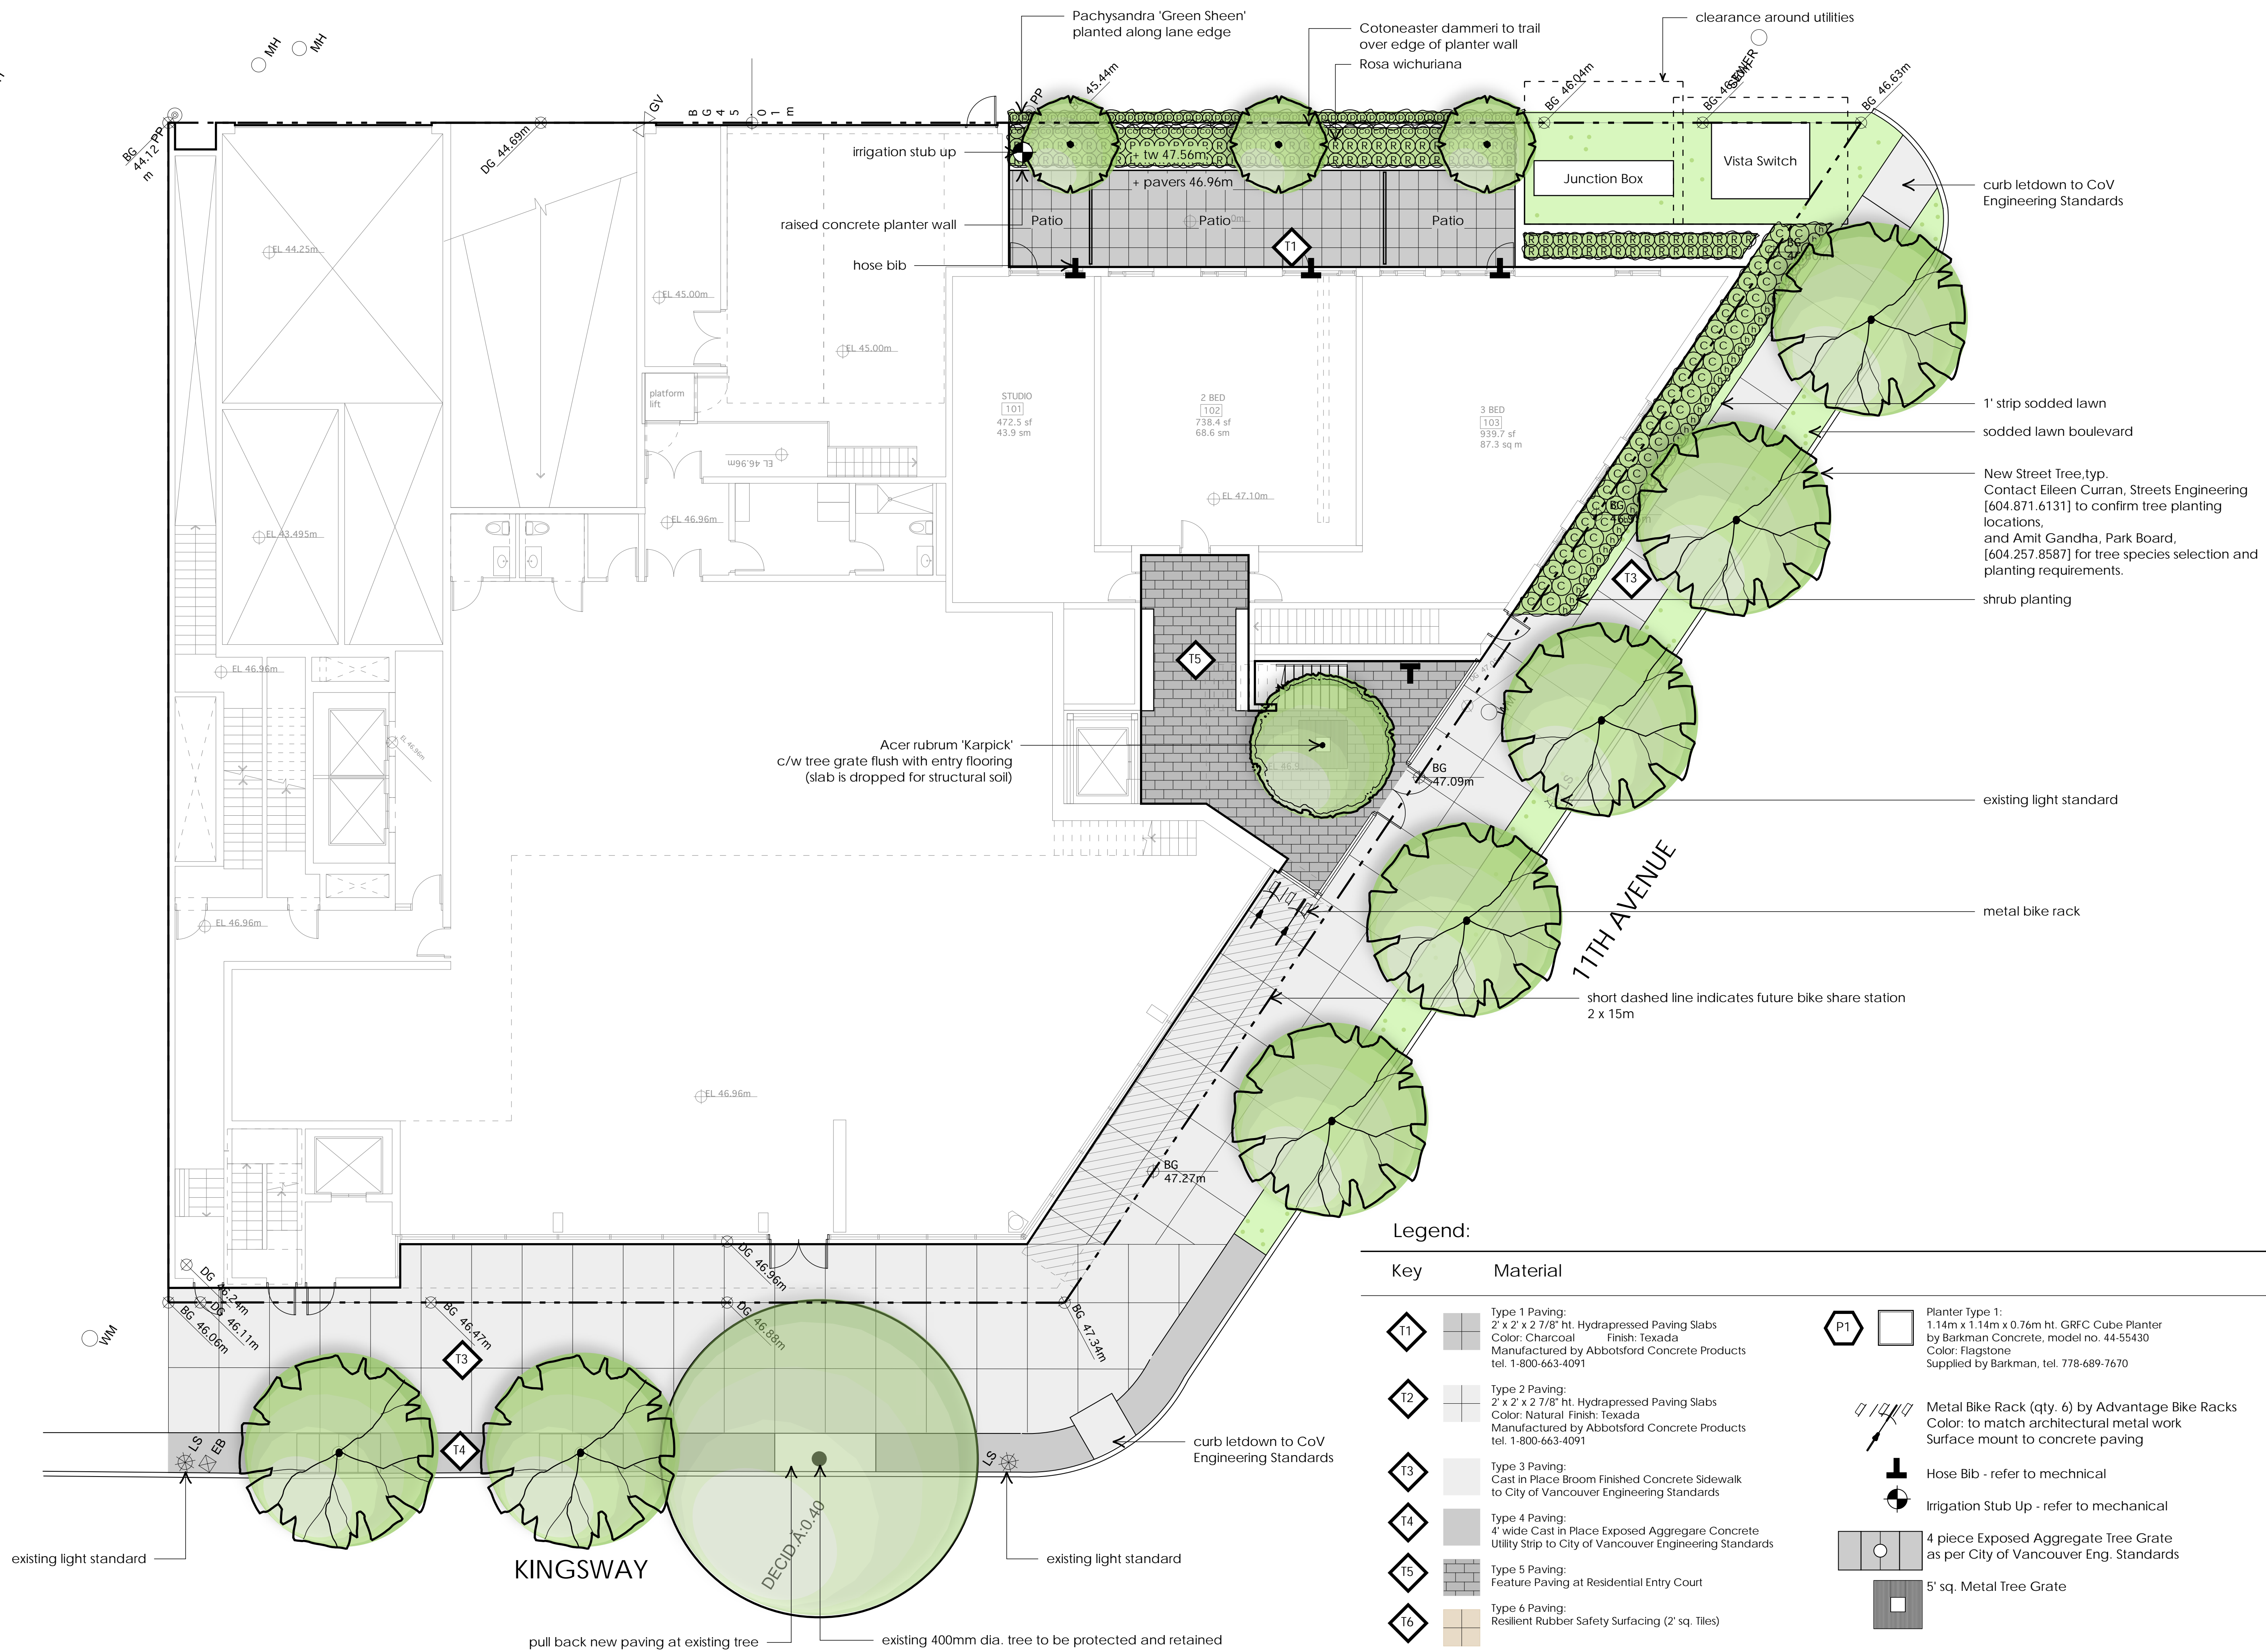 Pachysandra 'Green Sheen'
planted along lane edge
Cotoneaster dammeri to trail
over edge of planter wall
Rosa wichuriana
clearance around utilities
MH
MH
GV
BG 45.01m
PP
45.44m
BG 46.04m
SEWER
BG 46.63m
BG
44.12
m
PP
DG 44.69m
irrigation stub up
+ tw 47.56m
+ pavers 46.96m
Junction Box
Vista Switch
curb letdown to CoV
Engineering Standards
raised concrete planter wall
Patio
Patio
Patio
T1
hose bib
EL 44.25m
EL 45.00m
EL 45.00m
platform
lift
STUDIO
101
472.5 sf
43.9 sm
2 BED
102
738.4 sf
68.6 sm
3 BED
103
939.7 sf
87.3 sq m
1' strip sodded lawn
sodded lawn boulevard
New Street Tree,typ.
Contact Eileen Curran, Streets Engineering
[604.871.6131] to confirm tree planting
locations,
and Amit Gandha, Park Board,
[604.257.8587] for tree species selection and
planting requirements.
shrub planting
EL 46.96m
EL 47.10m
EL 46.96m
EL 43.495m
T3
EL 46.96m
T5
EL 46.96m
Acer rubrum 'Karpick'
c/w tree grate flush with entry flooring
(slab is dropped for structural soil)
BG
47.09m
existing light standard
11TH AVENUE
EL 46.96m
metal bike rack
short dashed line indicates future bike share station
2 x 15m
EL 46.96m
BG
47.27m
DG 46.24m
DG 46.11m
BG 46.06m
BG 46.47m
DG 46.96m
DG 46.88m
BG 47.34m
WM
T3
T4
LS
EB
LS
curb letdown to CoV
Engineering Standards
DECID.Ä:0.40
existing light standard
KINGSWAY
existing light standard
pull back new paving at existing tree
existing 400mm dia. tree to be protected and retained
Legend:
Key
Material
T1
Type 1 Paving:
2' x 2' x 2 7/8" ht. Hydrapressed Paving Slabs
Color: Charcoal Finish: Texada
Manufactured by Abbotsford Concrete Products
tel. 1-800-663-4091
T2
Type 2 Paving:
2' x 2' x 2 7/8" ht. Hydrapressed Paving Slabs
Color: Natural Finish: Texada
Manufactured by Abbotsford Concrete Products
tel. 1-800-663-4091
T3
Type 3 Paving:
Cast in Place Broom Finished Concrete Sidewalk
to City of Vancouver Engineering Standards
T4
Type 4 Paving:
4' wide Cast in Place Exposed Aggregare Concrete
Utility Strip to City of Vancouver Engineering Standards
T5
Type 5 Paving:
Feature Paving at Residential Entry Court
T6
Type 6 Paving:
Resilient Rubber Safety Surfacing (2' sq. Tiles)
P1
Planter Type 1:
1.14m x 1.14m x 0.76m ht. GRFC Cube Planter
by Barkman Concrete, model no. 44-55430
Color: Flagstone
Supplied by Barkman, tel. 778-689-7670
Metal Bike Rack (qty. 6) by Advantage Bike Racks
Color: to match architectural metal work
Surface mount to concrete paving
Hose Bib - refer to mechnical
Irrigation Stub Up - refer to mechanical
4 piece Exposed Aggregate Tree Grate
as per City of Vancouver Eng. Standards
5' sq. Metal Tree Grate